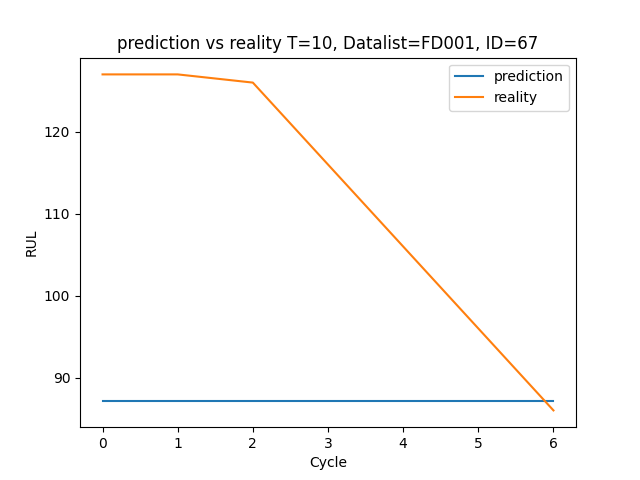 prediction vs reality T=10, Datalist=FD001, ID=67
prediction
reality
120
110
100
90
RUL
0 1 2 3 4 5 6
Cycle